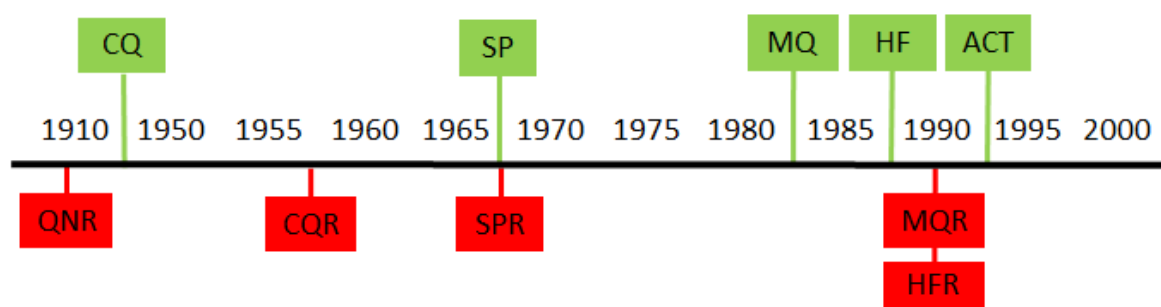 CQ SP MQ HF ACT
1910 1950 1955 1960 1965 1970 1975 1980 1985 1990 1995 2000
QNR CQR SPR MQR
HFR